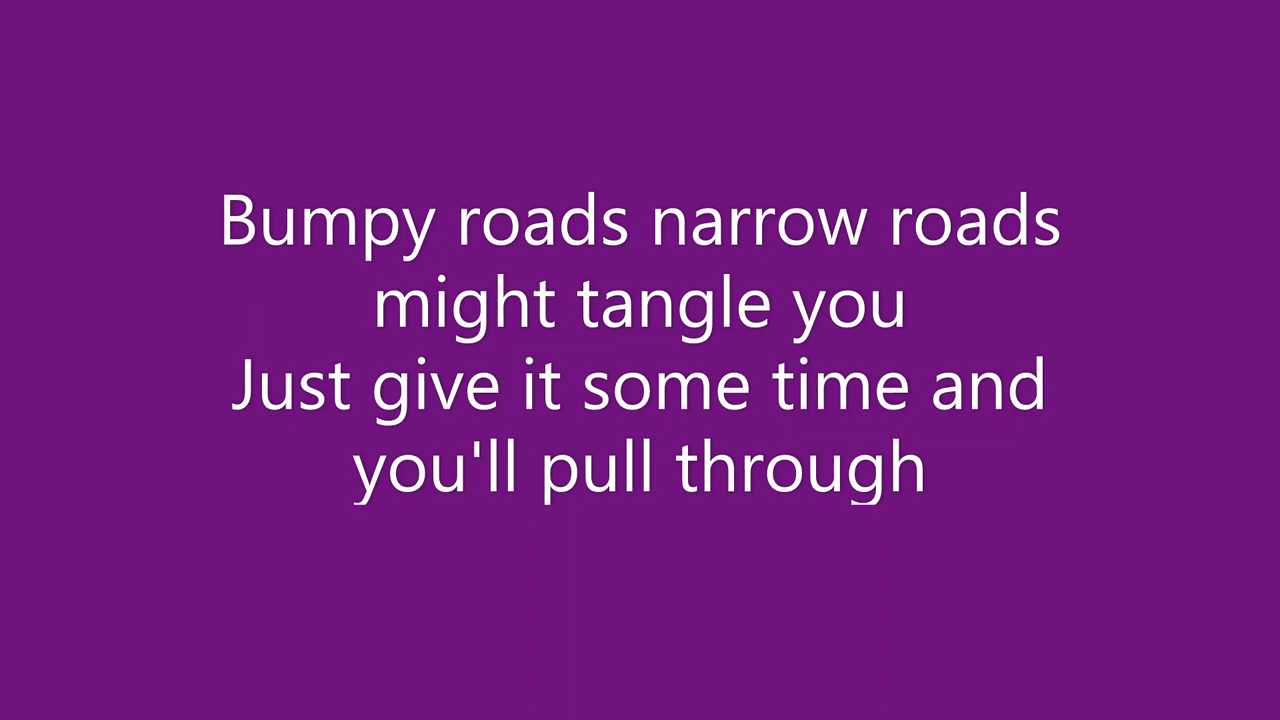 Bumpy roads narrow roads
might tangle you
Just give it some time and
you'll pull through